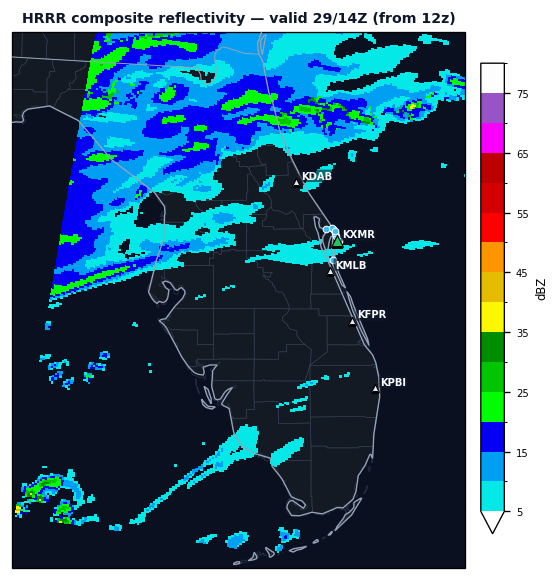 HRRR composite reflectivity — valid 29/14Z (from 12z)
KDAB
KXMR
KMLB
KFPR
KPBI
75
65
55
45
35
25
15
5
dBZ